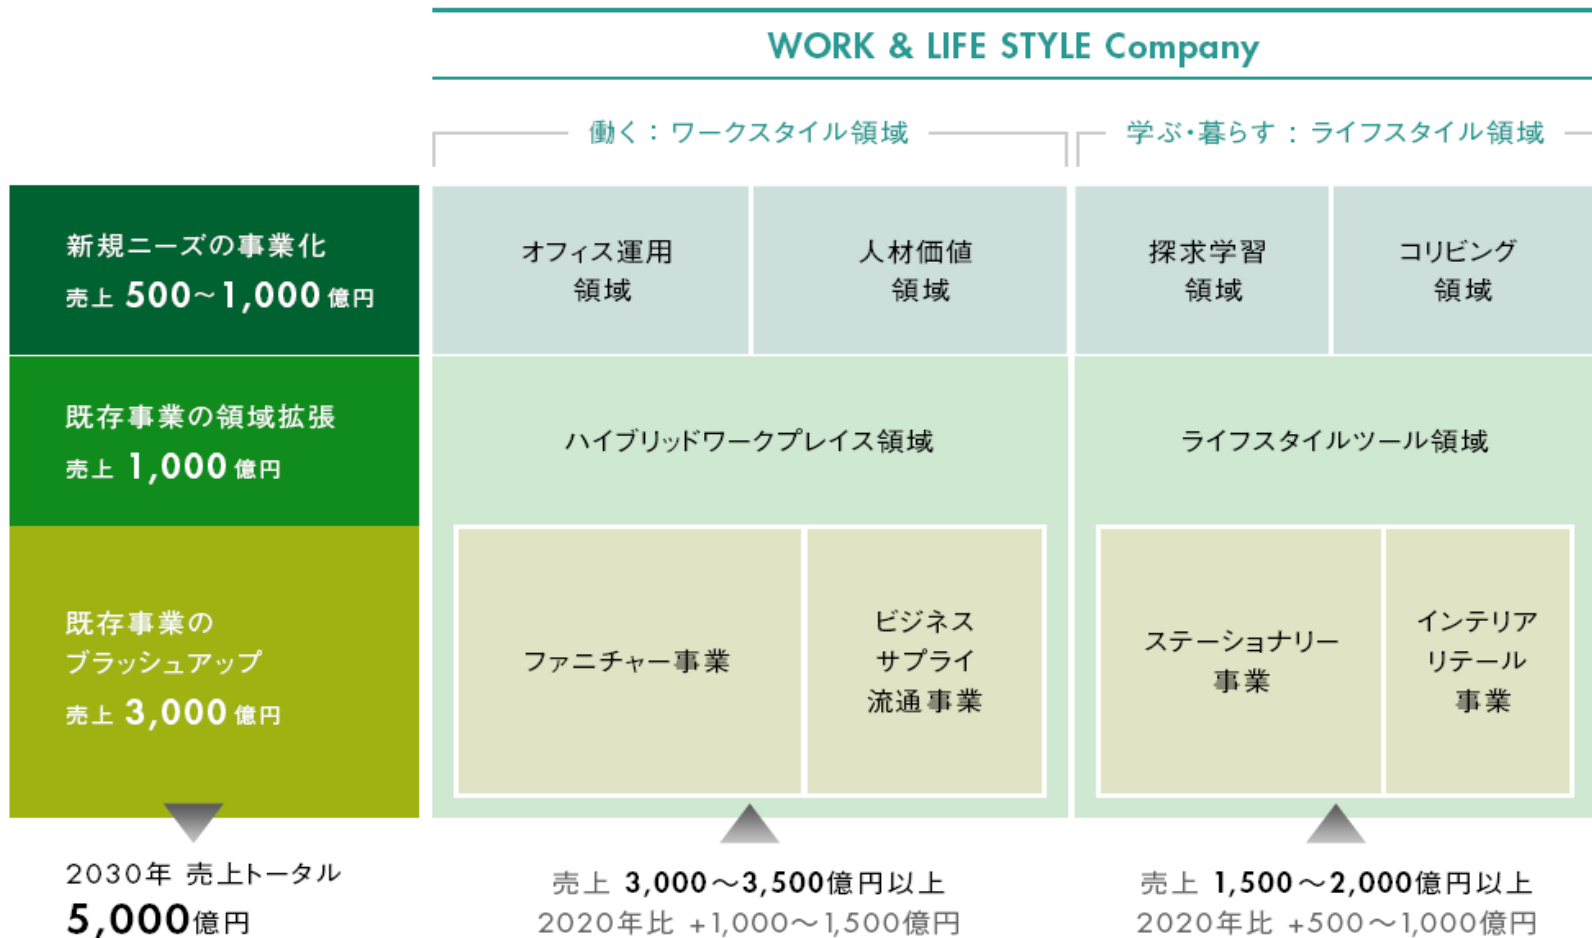 WORK & LIFE STYLE Company
働く：ワークスタイル領域
学ぶ・暮らす：ライフスタイル領域
新規ニーズの事業化
売上 500〜1,000 億円
オフィス運用
領域
人材価値
領域
探求学習
領域
コリビング
領域
既存事業の領域拡張
売上 1,000 億円
ハイブリッドワークプレイス領域
ライフスタイルツール領域
既存事業の
ブラッシュアップ
売上 3,000 億円
ファニチャー事業
ビジネス
サプライ
流通事業
ステーショナリー
事業
インテリア
リテール
事業
2030年 売上トータル
5,000億円
売上 3,000〜3,500億円以上
2020年比 +1,000〜1,500億円
売上 1,500〜2,000億円以上
2020年比 +500〜1,000億円